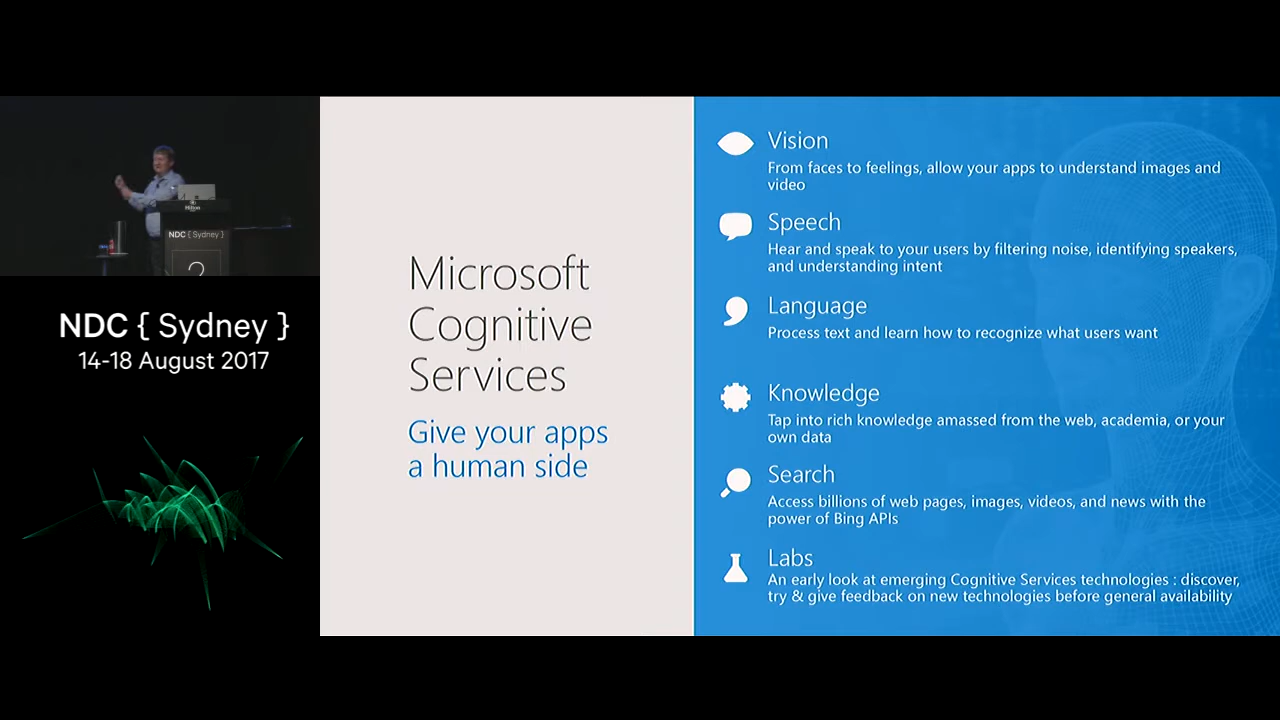 Hilton
NDC { Sydney }
2
NDC { Sydney }
14-18 August 2017
Microsoft
Cognitive
Services
Give your apps
a human side
Vision
From faces to feelings, allow your apps to understand images and
video
Speech
Hear and speak to your users by filtering noise, identifying speakers,
and understanding intent
Language
Process text and learn how to recognize what users want
Knowledge
Tap into rich knowledge amassed from the web, academia, or your
own data
Search
Access billions of web pages, images, videos, and news with the
power of Bing APIs
Labs
An early look at emerging Cognitive Services technologies : discover,
try & give feedback on new technologies before general availability